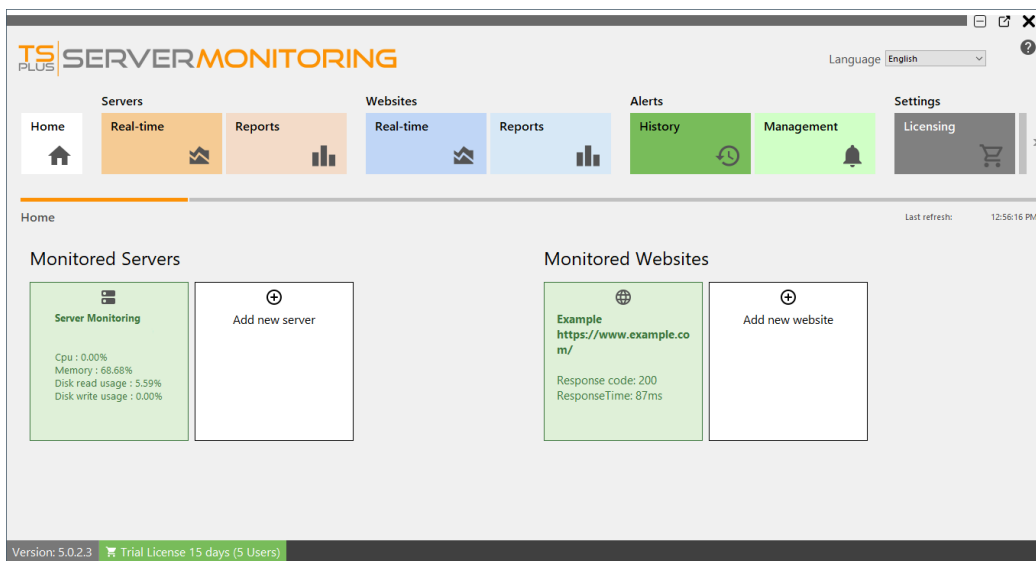 TS PLUS SERVERMONITORING
Language English
Servers
Websites
Alerts
Settings
Home
Real-time
Reports
Real-time
Reports
History
Management
Licensing
Home
Last refresh: 12:56:16 PM
Monitored Servers
Monitored Websites
Server Monitoring
Cpu : 0.00%
Memory : 68.68%
Disk read usage : 5.59%
Disk write usage : 0.00%
Add new server
Example
https://www.example.co
m/
Response code: 200
ResponseTime: 87ms
Add new website
Version: 5.0.2.3
Trial License 15 days (5 Users)